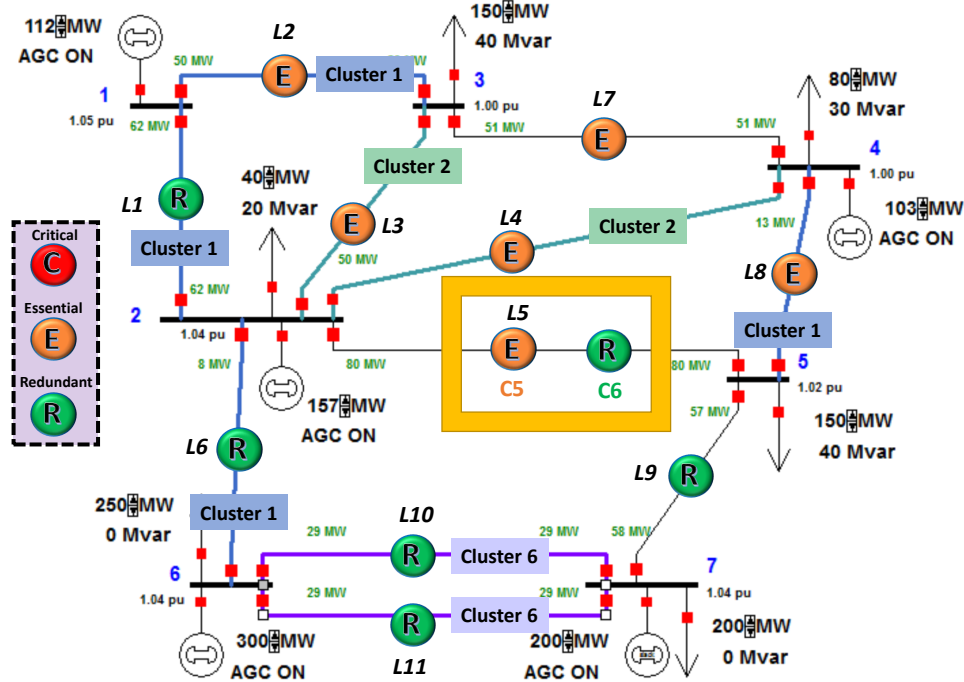 112 MW
AGC ON
50 MW
L2
E
Cluster 1
1
1.05 pu
62 MW
150 MW
40 Mvar
3
1.00 pu
51 MW
L7
E
51 MW
80 MW
30 Mvar
4
1.00 pu
103 MW
AGC ON
L1
R
Cluster 1
62 MW
40 MW
20 Mvar
Cluster 2
E
L3
50 MW
L4
E
Cluster 2
13 MW
L8
E
Cluster 1
Critical
C
Essential
E
Redundant
R
2
1.04 pu
8 MW
80 MW
L5
E
R
C5
C6
80 MW
5
1.02 pu
57 MW
150 MW
40 Mvar
157 MW
AGC ON
L6
R
Cluster 1
L9
R
58 MW
250 MW
0 Mvar
6
1.04 pu
300 MW
AGC ON
29 MW
L10
R
Cluster 6
29 MW
29 MW
R
L11
Cluster 6
29 MW
7
1.04 pu
200 MW
AGC ON
200 MW
0 Mvar